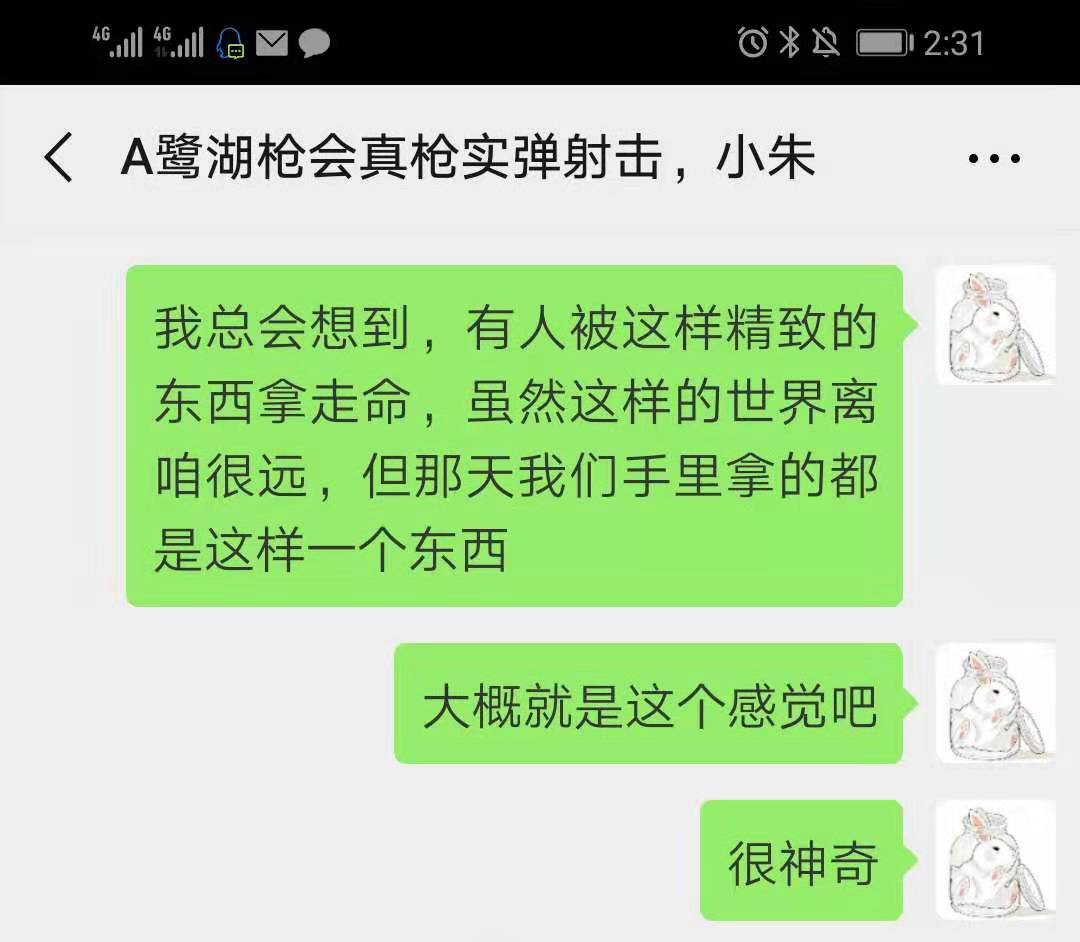 4G 4G 2:31
A鹭湖枪会真枪实弹射击，小朱
我总会想到，有人被这样精致的
东西拿走命，虽然这样的世界离
咱很远，但那天我们手里拿的都
是这样一个东西
大概就是这个感觉吧
很神奇